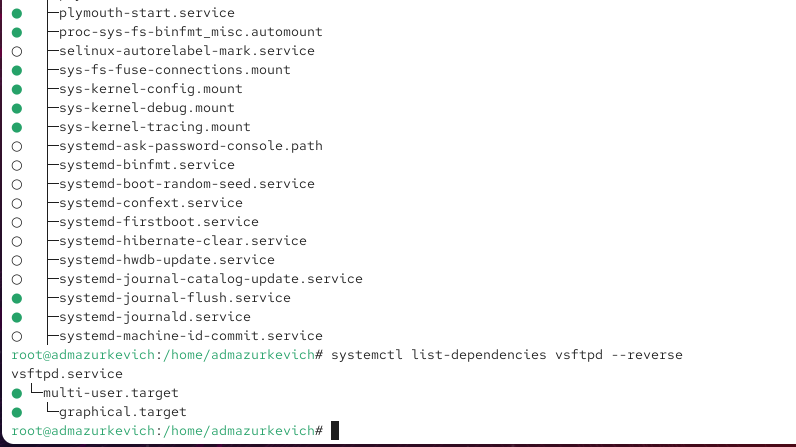 ├─plymouth-start.service
├─proc-sys-fs-binfmt_misc.automount
├─selinux-autorelabel-mark.service
├─sys-fs-fuse-connections.mount
├─sys-kernel-config.mount
├─sys-kernel-debug.mount
├─sys-kernel-tracing.mount
├─systemd-ask-password-console.path
├─systemd-binfmt.service
├─systemd-boot-random-seed.service
├─systemd-confext.service
├─systemd-firstboot.service
├─systemd-hibernate-clear.service
├─systemd-hwdb-update.service
├─systemd-journal-catalog-update.service
├─systemd-journal-flush.service
├─systemd-journald.service
├─systemd-machine-id-commit.service
root@admazurkevich:/home/admazurkevich# systemctl list-dependencies vsftpd --reverse
vsftpd.service
● └─multi-user.target
●   └─graphical.target
root@admazurkevich:/home/admazurkevich#